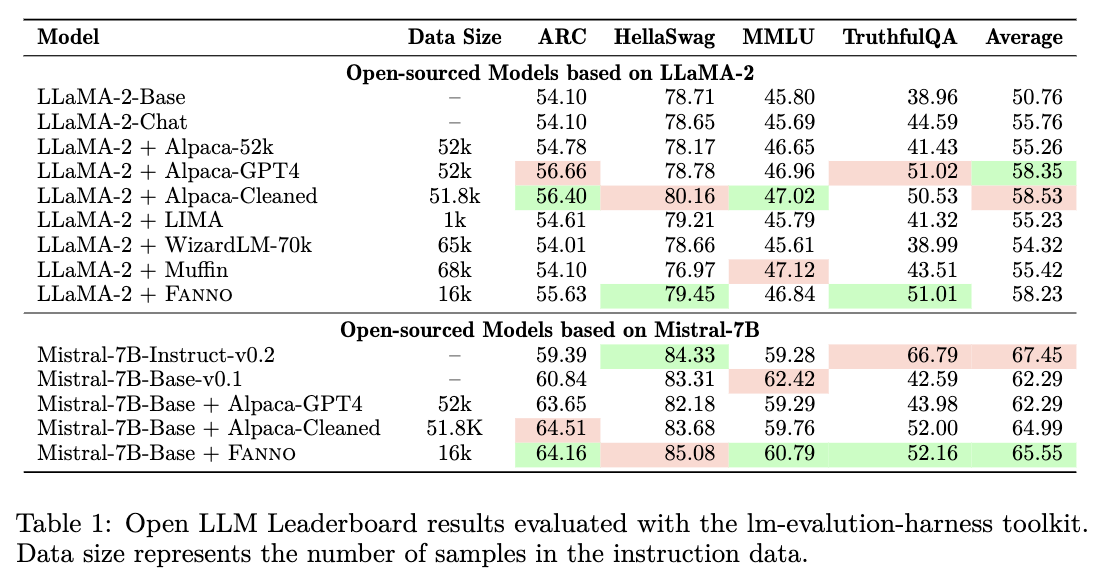 Model Data Size ARC HellaSwag MMLU TruthfulQA Average
Open-sourced Models based on LLaMA-2
LLaMA-2-Base – 54.10 78.71 45.80 38.96 50.76
LLaMA-2-Chat – 54.10 78.65 45.69 44.59 55.76
LLaMA-2 + Alpaca-52k 52k 54.78 78.17 46.65 41.43 55.26
LLaMA-2 + Alpaca-GPT4 52k 56.66 78.78 46.96 51.02 58.35
LLaMA-2 + Alpaca-Cleaned 51.8k 56.40 80.16 47.02 50.53 58.53
LLaMA-2 + LIMA 1k 54.61 79.21 45.79 41.32 55.23
LLaMA-2 + WizardLM-70k 65k 54.01 78.66 45.61 38.99 54.32
LLaMA-2 + Muffin 68k 54.10 76.97 47.12 43.51 55.42
LLaMA-2 + FANNO 16k 55.63 79.45 46.84 51.01 58.23
Open-sourced Models based on Mistral-7B
Mistral-7B-Instruct-v0.2 – 59.39 84.33 59.28 66.79 67.45
Mistral-7B-Base-v0.1 – 60.84 83.31 62.42 42.59 62.29
Mistral-7B-Base + Alpaca-GPT4 52k 63.65 82.18 59.29 43.98 62.29
Mistral-7B-Base + Alpaca-Cleaned 51.8K 64.51 83.68 59.76 52.00 64.99
Mistral-7B-Base + FANNO 16k 64.16 85.08 60.79 52.16 65.55
Table 1: Open LLM Leaderboard results evaluated with the lm-evalution-harness toolkit.
Data size represents the number of samples in the instruction data.